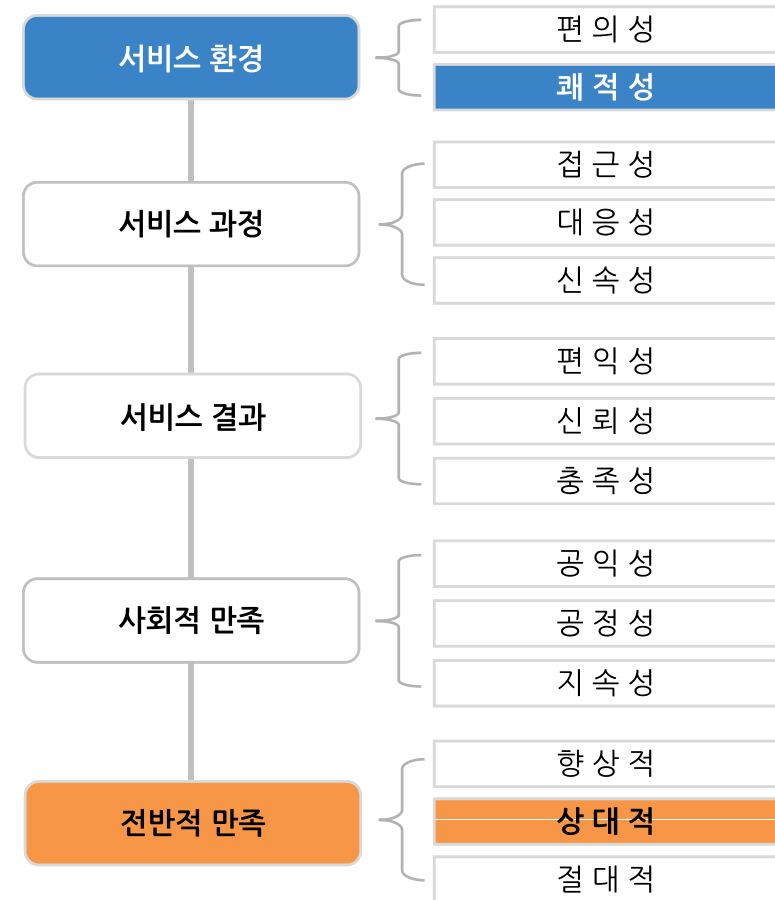 서비스 환경
편 의 성
쾌 적 성
서비스 과정
접 근 성
대 응 성
신 속 성
서비스 결과
편 익 성
신 뢰 성
충 족 성
사회적 만족
공 익 성
공 정 성
지 속 성
전반적 만족
향 상 적
상 대 적
절 대 적